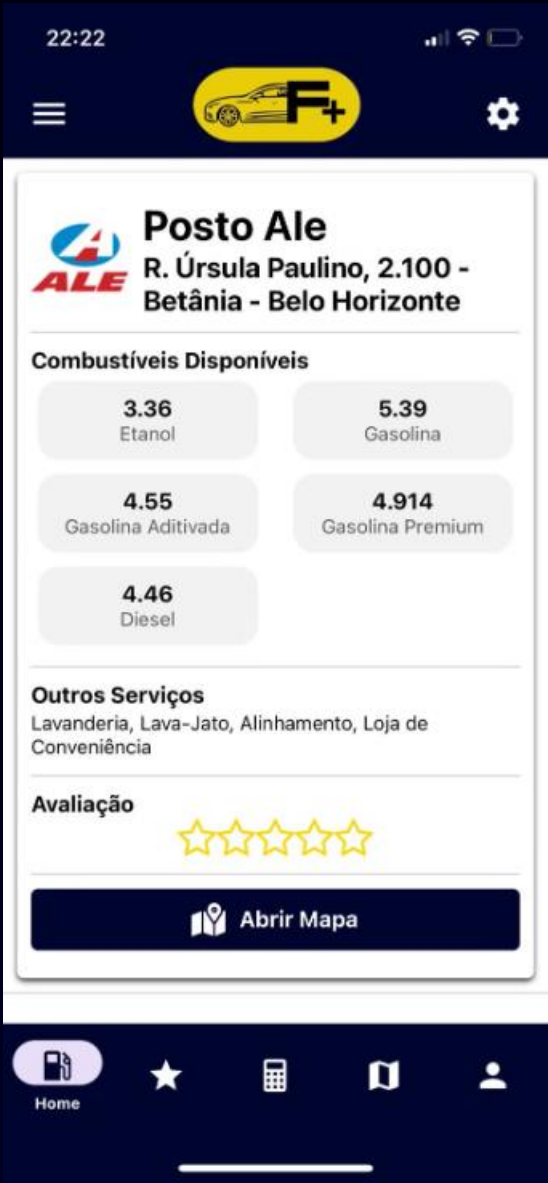 22:22
F+
Posto Ale
ALE
R. Úrsula Paulino, 2.100 -
Betânia - Belo Horizonte
Combustíveis Disponíveis
3.36
Etanol
5.39
Gasolina
4.55
Gasolina Aditivada
4.914
Gasolina Premium
4.46
Diesel
Outros Serviços
Lavanderia, Lava-Jato, Alinhamento, Loja de
Conveniência
Avaliação
Abrir Mapa
Home